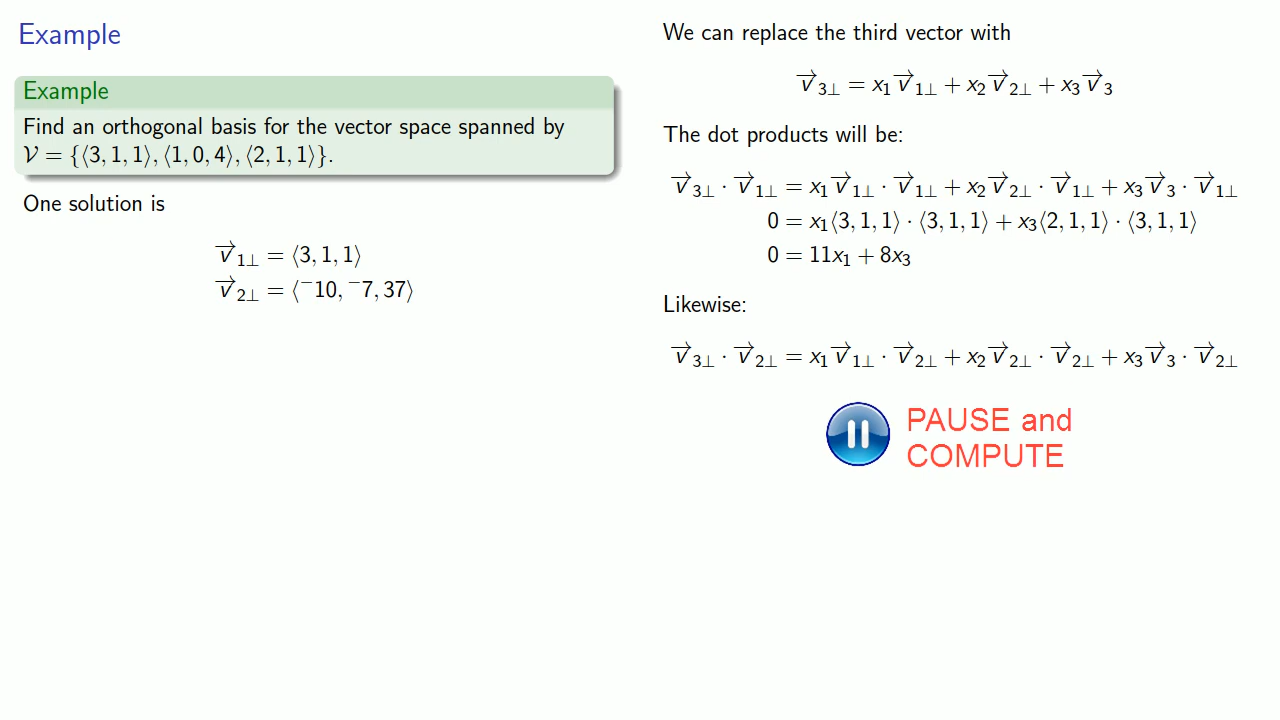 Example
Example
Find an orthogonal basis for the vector space spanned by
𝒱 = {⟨3, 1, 1⟩, ⟨1, 0, 4⟩, ⟨2, 1, 1⟩}.
One solution is
v⃗₁⊥ = ⟨3, 1, 1⟩
v⃗₂⊥ = ⟨⁻10, ⁻7, 37⟩
We can replace the third vector with
v⃗₃⊥ = x₁v⃗₁⊥ + x₂v⃗₂⊥ + x₃v⃗₃
The dot products will be:
v⃗₃⊥ · v⃗₁⊥ = x₁v⃗₁⊥ · v⃗₁⊥ + x₂v⃗₂⊥ · v⃗₁⊥ + x₃v⃗₃ · v⃗₁⊥
0 = x₁⟨3, 1, 1⟩ · ⟨3, 1, 1⟩ + x₃⟨2, 1, 1⟩ · ⟨3, 1, 1⟩
0 = 11x₁ + 8x₃
Likewise:
v⃗₃⊥ · v⃗₂⊥ = x₁v⃗₁⊥ · v⃗₂⊥ + x₂v⃗₂⊥ · v⃗₂⊥ + x₃v⃗₃ · v⃗₂⊥
PAUSE and
COMPUTE